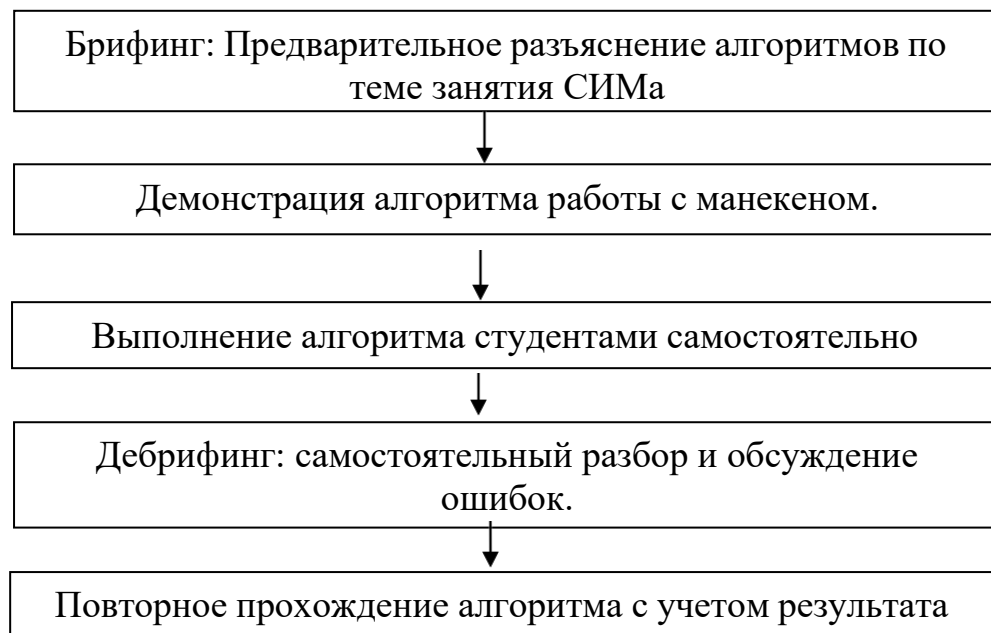 Брифинг: Предварительное разъяснение алгоритмов по
теме занятия СИМа
Демонстрация алгоритма работы с манекеном.
Выполнение алгоритма студентами самостоятельно
Дебрифинг: самостоятельный разбор и обсуждение
ошибок.
Повторное прохождение алгоритма с учетом результата